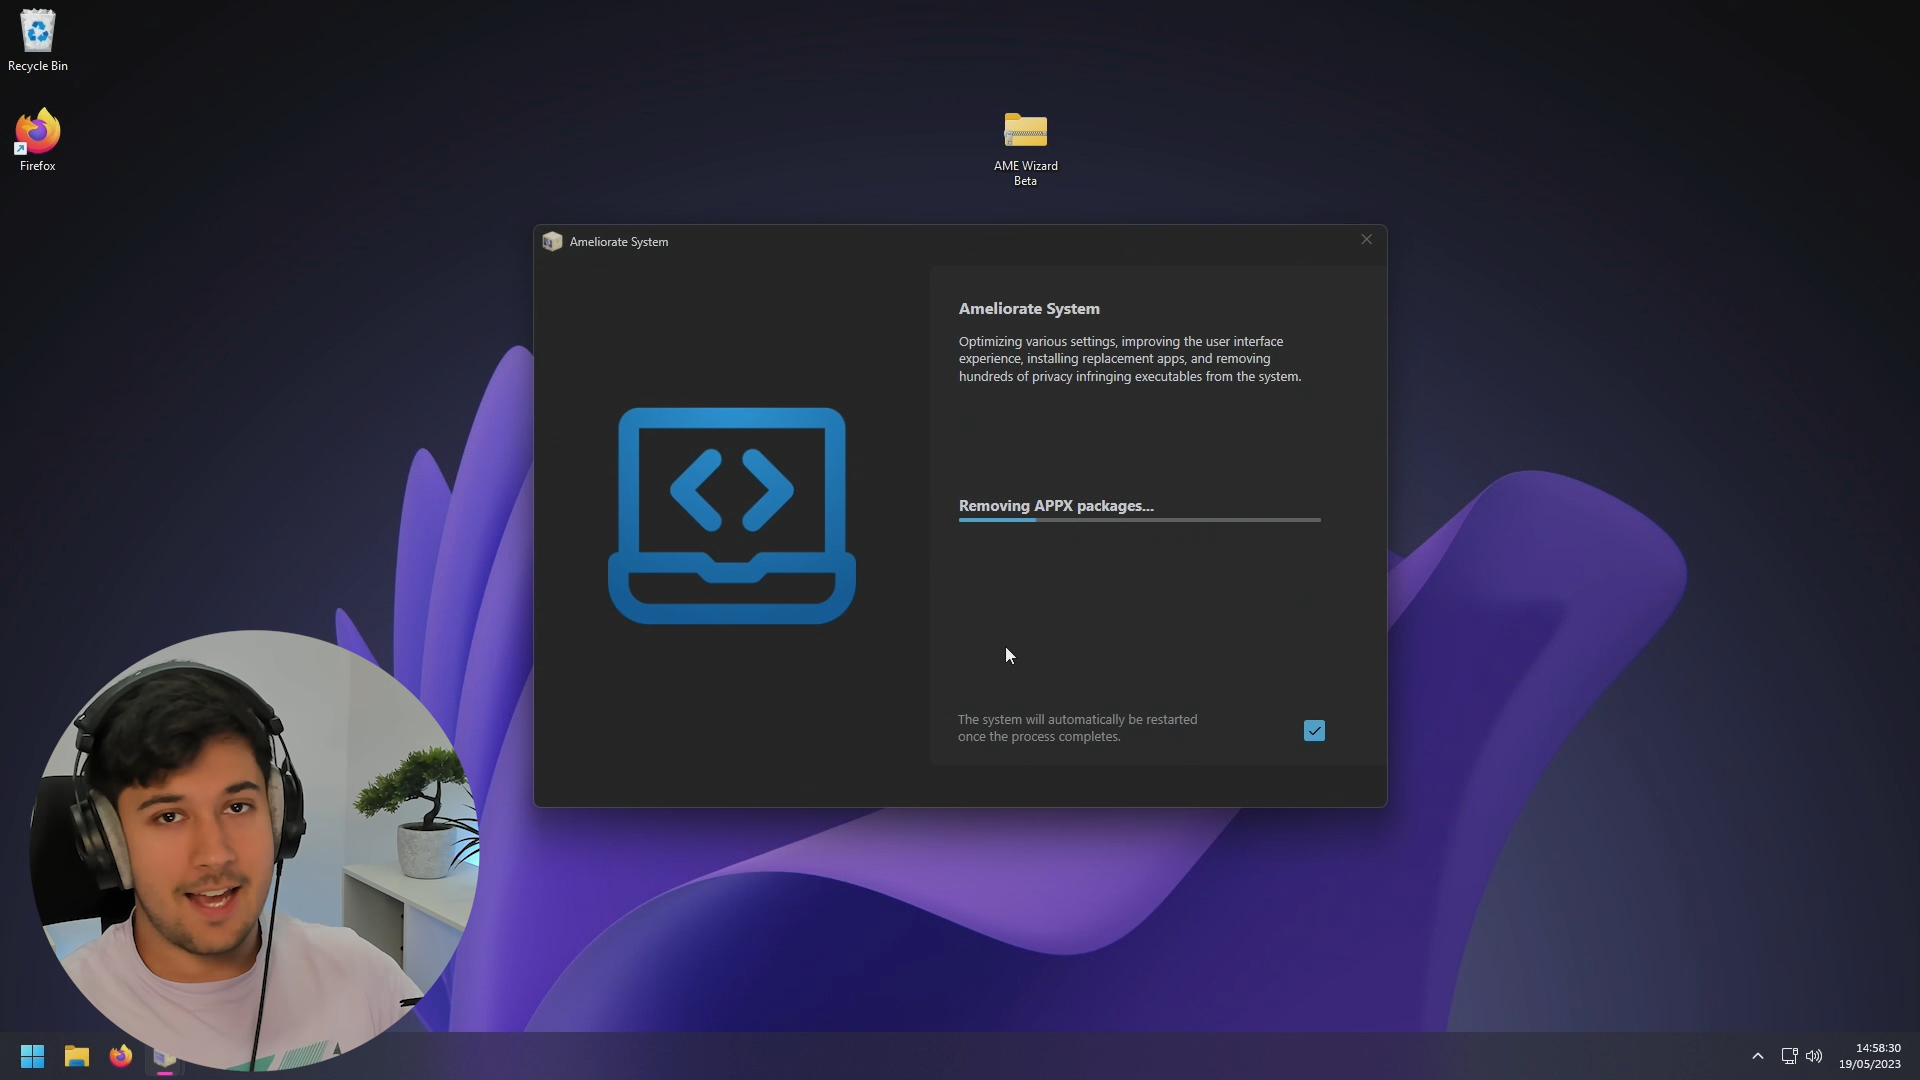 Recycle Bin
Firefox
AME Wizard
Beta
Ameliorate System
Ameliorate System
Optimizing various settings, improving the user interface
experience, installing replacement apps, and removing
hundreds of privacy infringing executables from the system.
Removing APPX packages...
The system will automatically be restarted
once the process completes.
14:58:30
19/05/2023